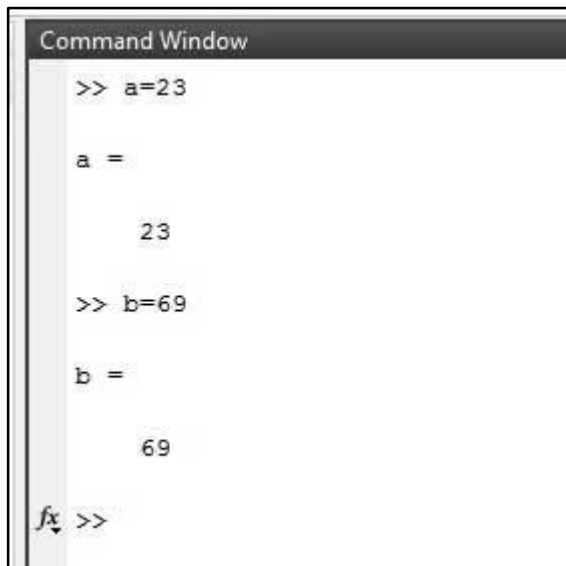 Command Window
>> a=23
a =
23
>> b=69
b =
69
fx >>